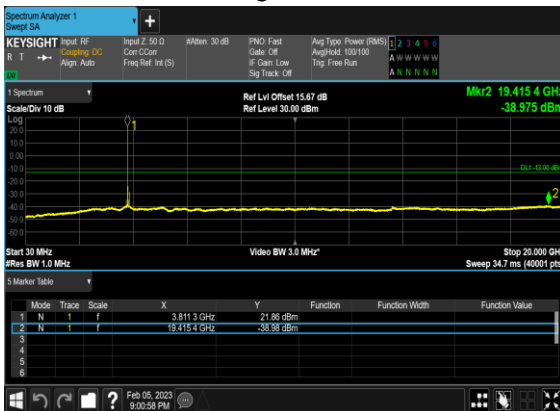 Spectrum Analyzer 1
Swept SA
KEYSIGHT
R T
LV
Input: RF
Coupling: DC
Align: Auto
Input Z: 50 Ω
Corr CCorr
Freq Ref: Int (S)
#Atten: 30 dB
PNO: Fast
Gate: Off
IF Gain: Low
Sig Track: Off
Avg Type: Power (RMS)
Avg|Hold: 100/100
Trig: Free Run
1 2 3 4 5 6
A W W W W W
A N N N N N
1 Spectrum
Scale/Div 10 dB
Ref Lvl Offset 15.67 dB
Ref Level 30.00 dBm
Mkr2 19.415 4 GHz
-38.975 dBm
Log
20.0
10.0
0.00
-10.0
-20.0
-30.0
-40.0
-50.0
-60.0
1
DL1 -13.00 dBm
2
Start 30 MHz
#Res BW 1.0 MHz
Video BW 3.0 MHz*
Stop 20.000 GH
Sweep 34.7 ms (40001 pts
5 Marker Table
Mode Trace Scale X Y Function Function Width Function Value
1 N 1 f 3.811 3 GHz 21.86 dBm
2 N 1 f 19.415 4 GHz -38.98 dBm
3
4
5
6
?
Feb 05, 2023
9:00:58 PM